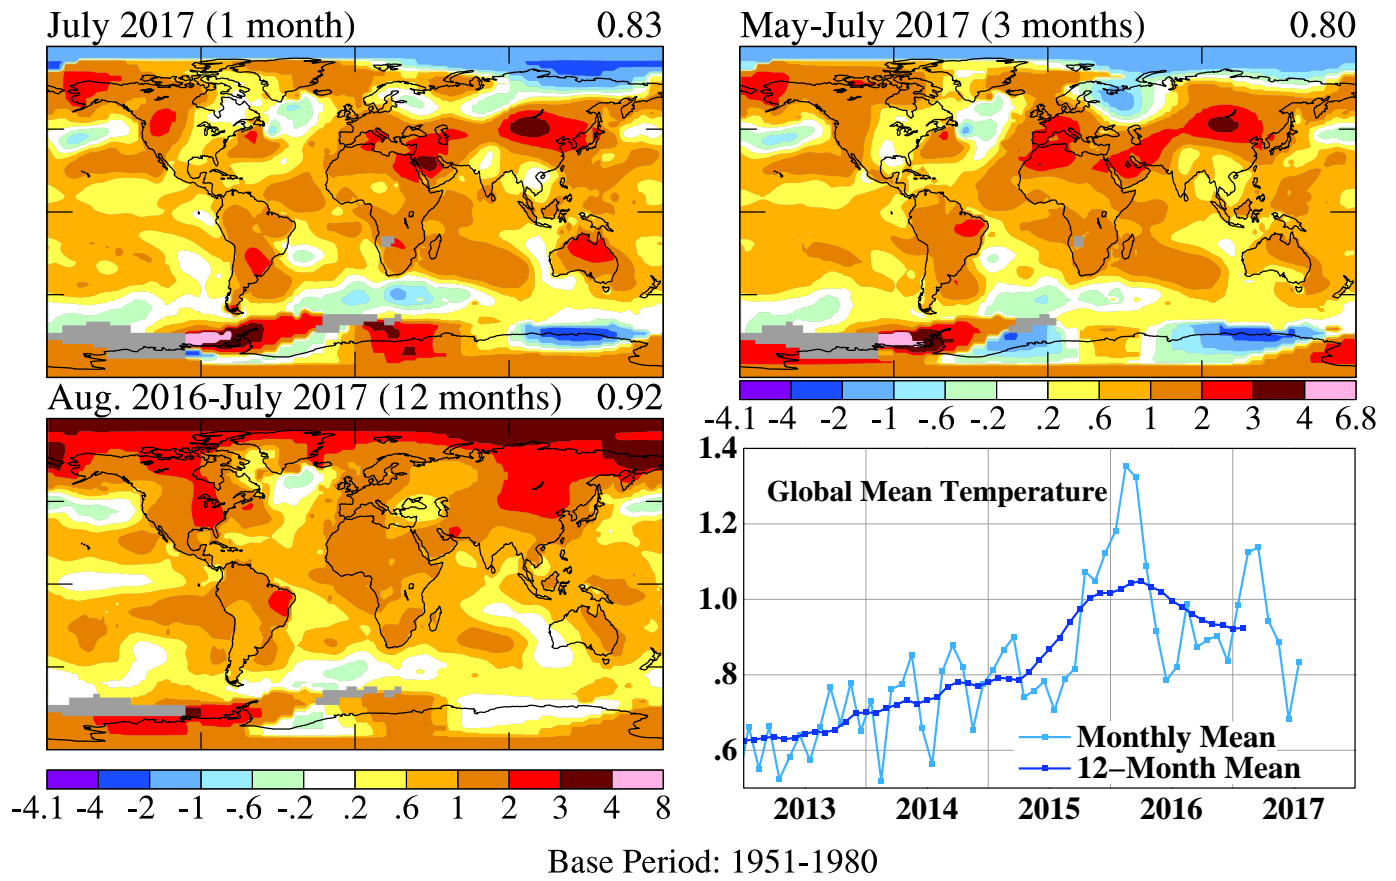 July 2017 (1 month) 0.83
May-July 2017 (3 months) 0.80
Aug. 2016-July 2017 (12 months) 0.92
-4.1 -4 -2 -1 -.6 -.2 .2 .6 1 2 3 4 6.8
1.4
Global Mean Temperature
1.2
1.0
.8
Monthly Mean
.6
12-Month Mean
-4.1 -4 -2 -1 -.6 -.2 .2 .6 1 2 3 4 8
2013 2014 2015 2016 2017
Base Period: 1951-1980